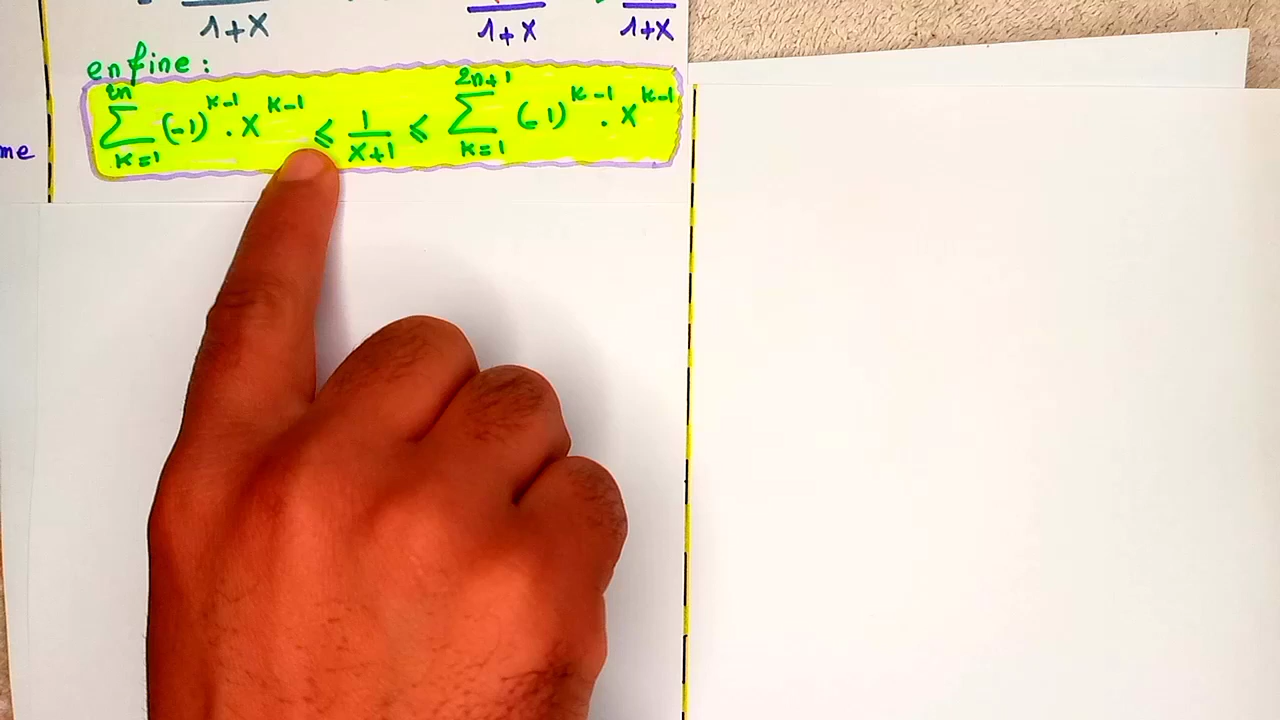 1+x 1+x 1+x
enfine:
2n ∑ k=1 (-1)^{k-1} . x^{k-1} ≤ 1/(x+1) ≤ 2n+1 ∑ k=1 (-1)^{k-1} . x^{k-1}
me